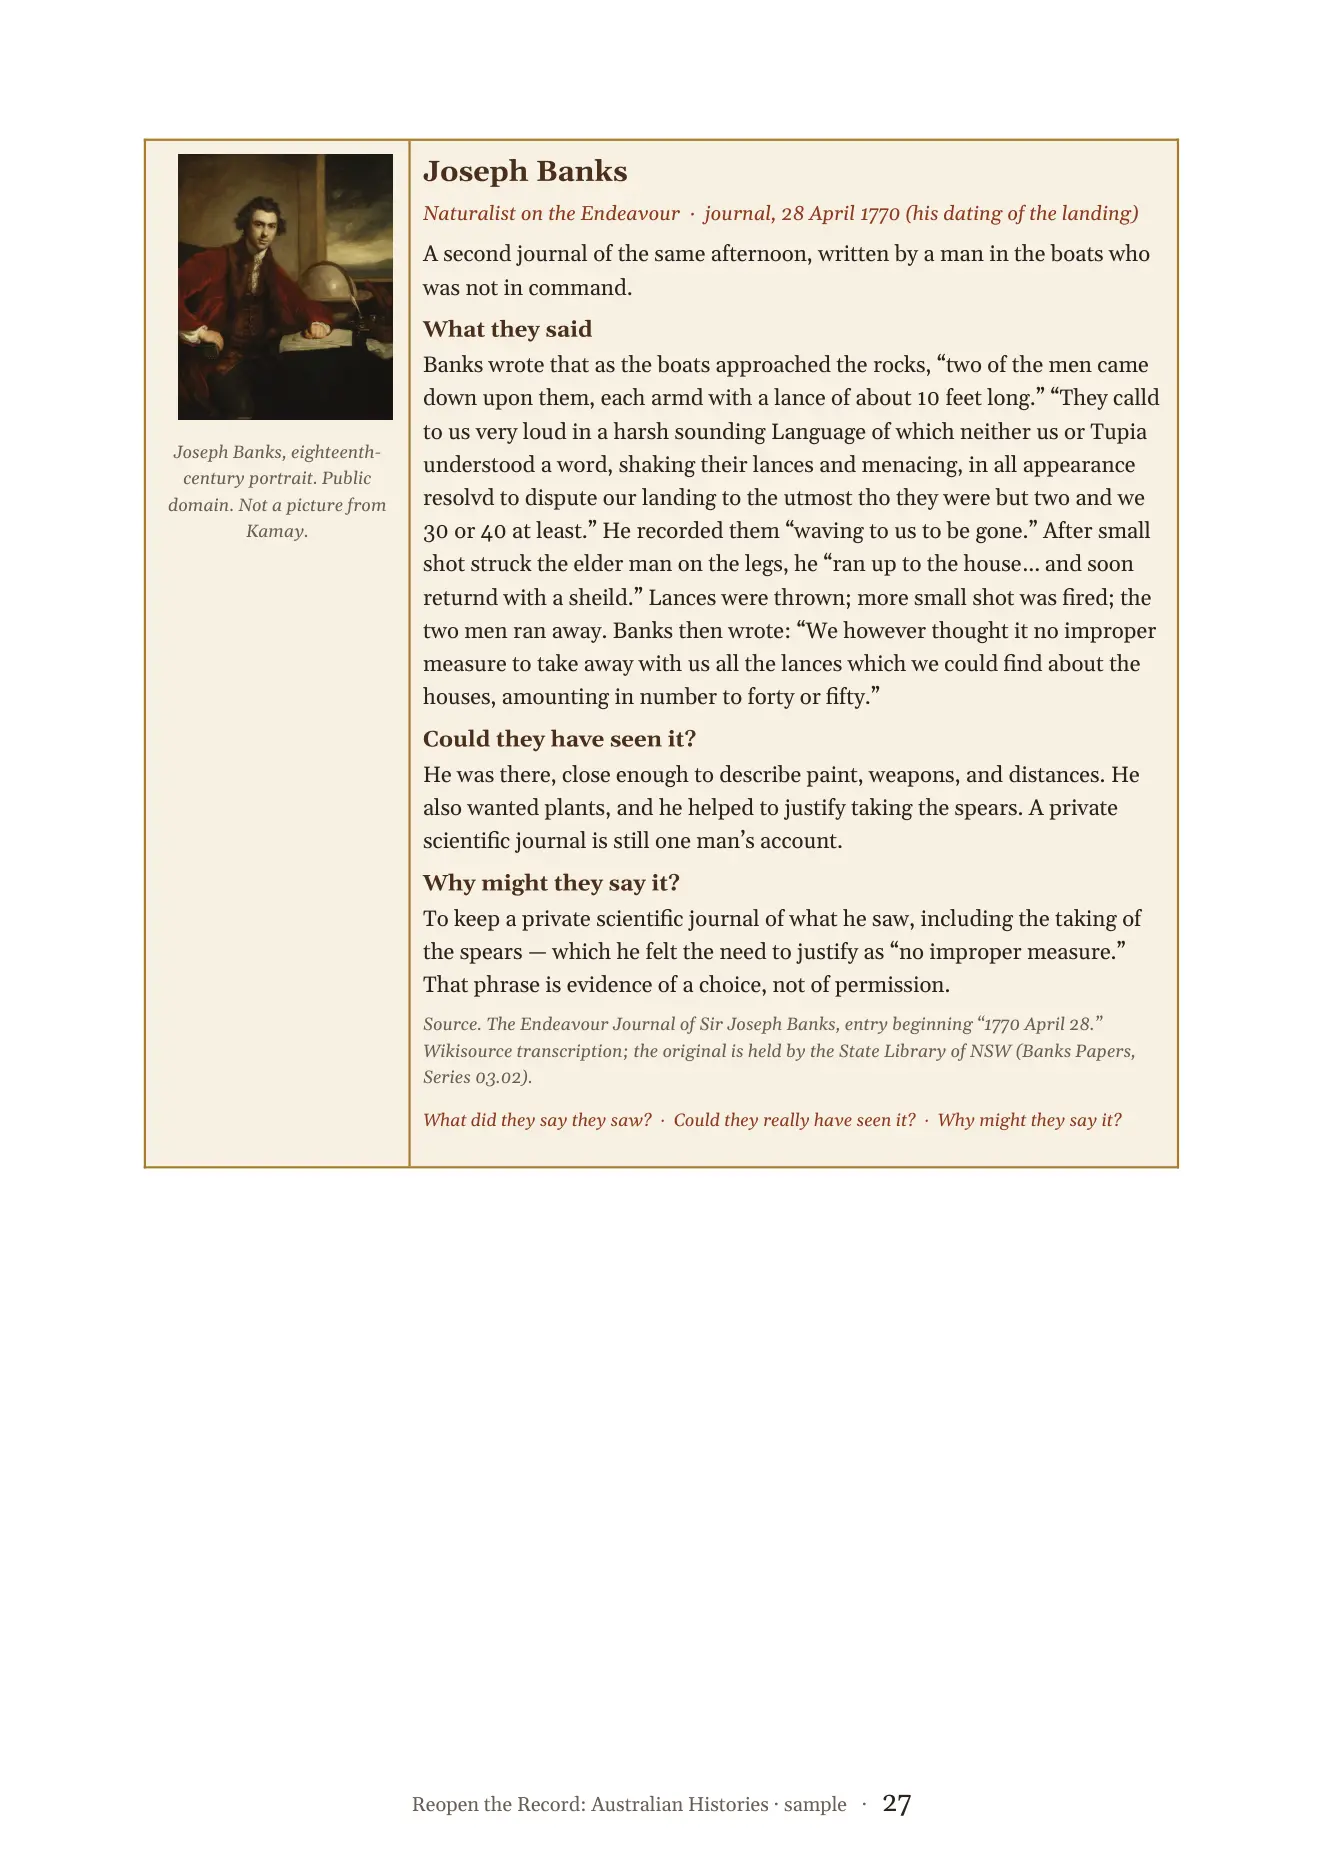 Joseph Banks
Naturalist on the Endeavour · journal, 28 April 1770 (his dating of the landing)
A second journal of the same afternoon, written by a man in the boats who
was not in command.
What they said
Banks wrote that as the boats approached the rocks, “two of the men came
down upon them, each armd with a lance of about 10 feet long.” “They calld
to us very loud in a harsh sounding Language of which neither us or Tupia
understood a word, shaking their lances and menacing, in all appearance
resolvd to dispute our landing to the utmost tho they were but two and we
30 or 40 at least.” He recorded them “waving to us to be gone.” After small
shot struck the elder man on the legs, he “ran up to the house… and soon
returnd with a sheild.” Lances were thrown; more small shot was fired; the
two men ran away. Banks then wrote: “We however thought it no improper
measure to take away with us all the lances which we could find about the
houses, amounting in number to forty or fifty.”
Could they have seen it?
He was there, close enough to describe paint, weapons, and distances. He
also wanted plants, and he helped to justify taking the spears. A private
scientific journal is still one man’s account.
Why might they say it?
To keep a private scientific journal of what he saw, including the taking of
the spears — which he felt the need to justify as “no improper measure.”
That phrase is evidence of a choice, not of permission.
Source. The Endeavour Journal of Sir Joseph Banks, entry beginning “1770 April 28.”
Wikisource transcription; the original is held by the State Library of NSW (Banks Papers,
Series 03.02).
What did they say they saw? · Could they really have seen it? · Why might they say it?
Joseph Banks, eighteenth-
century portrait. Public
domain. Not a picture from
Kamay.
Reopen the Record: Australian Histories · sample · 27